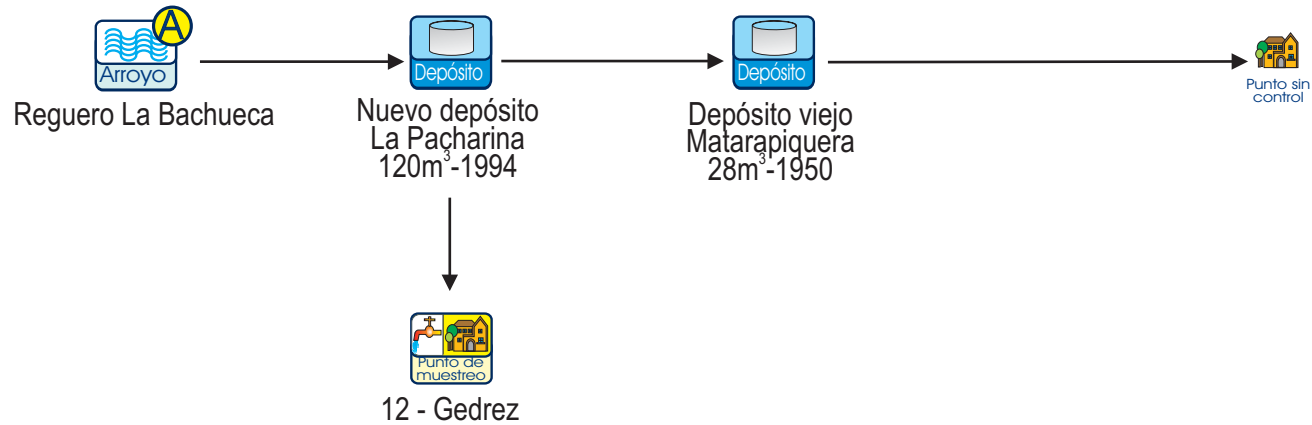 A
Arroyo
Reguero La Bachueca
Depósito
Nuevo depósito
La Pacharina
120m³-1994
Depósito
Depósito viejo
Matarapiquera
28m³-1950
Punto sin
control
Punto de
muestreo
12 - Gedrez